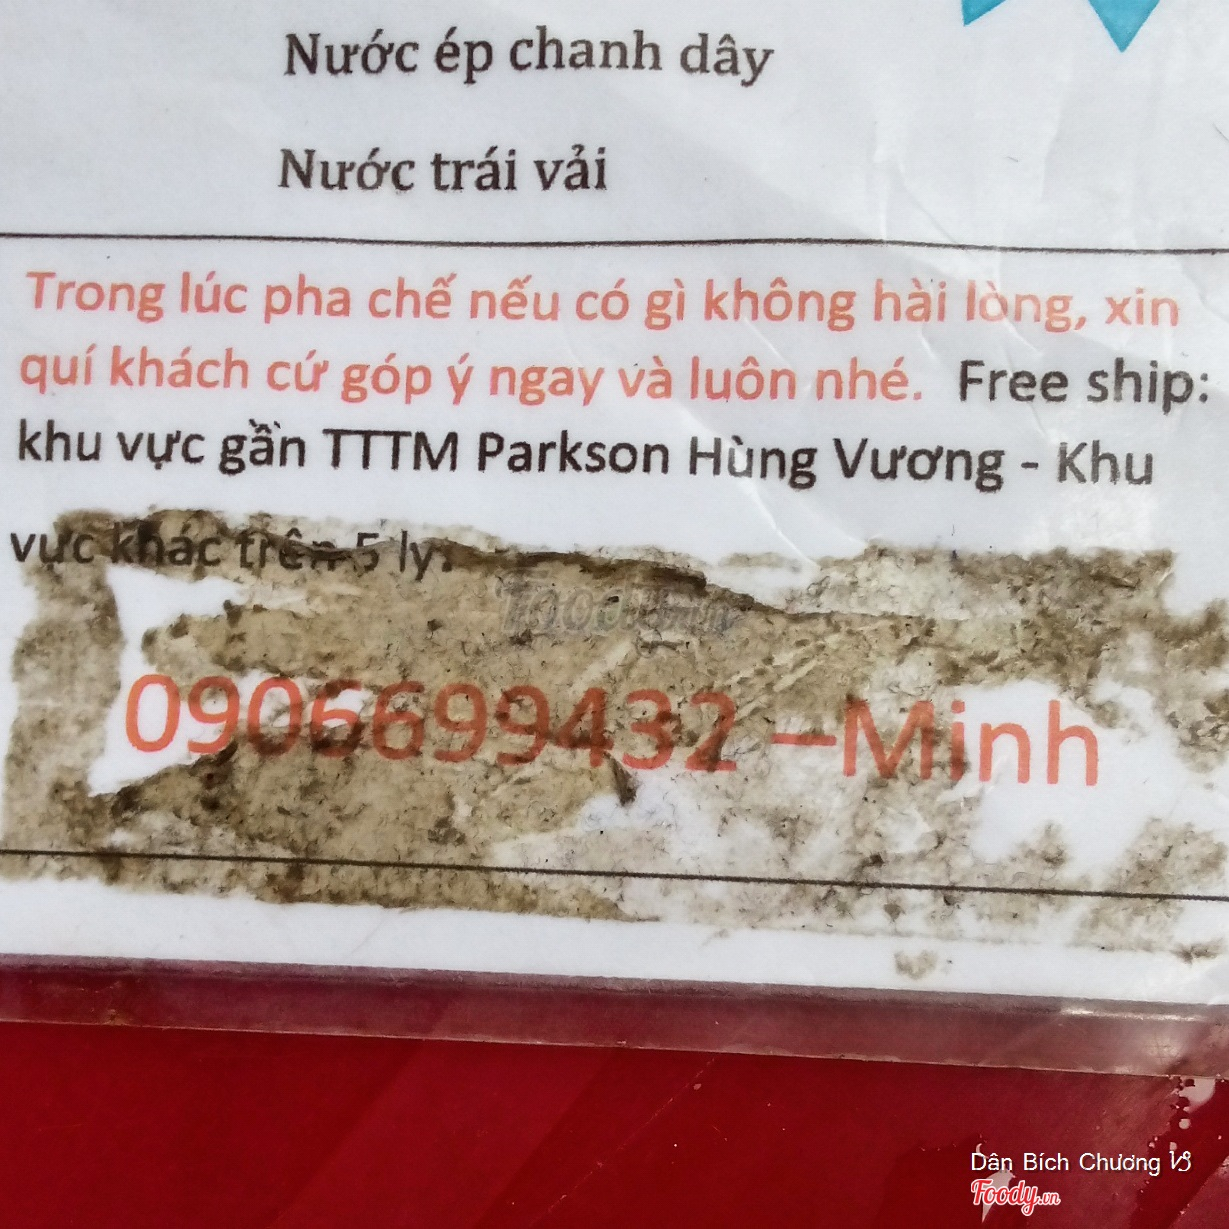 Nước ép chanh dây
Nước trái vải
Trong lúc pha chế nếu có gì không hài lòng, xin
quí khách cứ góp ý ngay và luôn nhé. Free ship:
khu vực gần TTTM Parkson Hùng Vương - Khu
vực khác trên 5 ly.
Foody.vn
0906699432 –Minh
Dân Bích Chương
Foody.vn